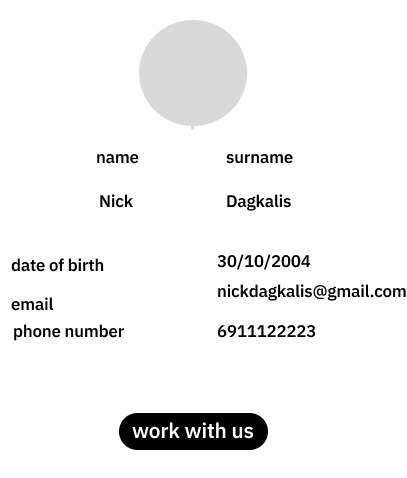 name surname
Nick Dagkalis
date of birth 30/10/2004
email nickdagkalis@gmail.com
phone number 6911122223
work with us